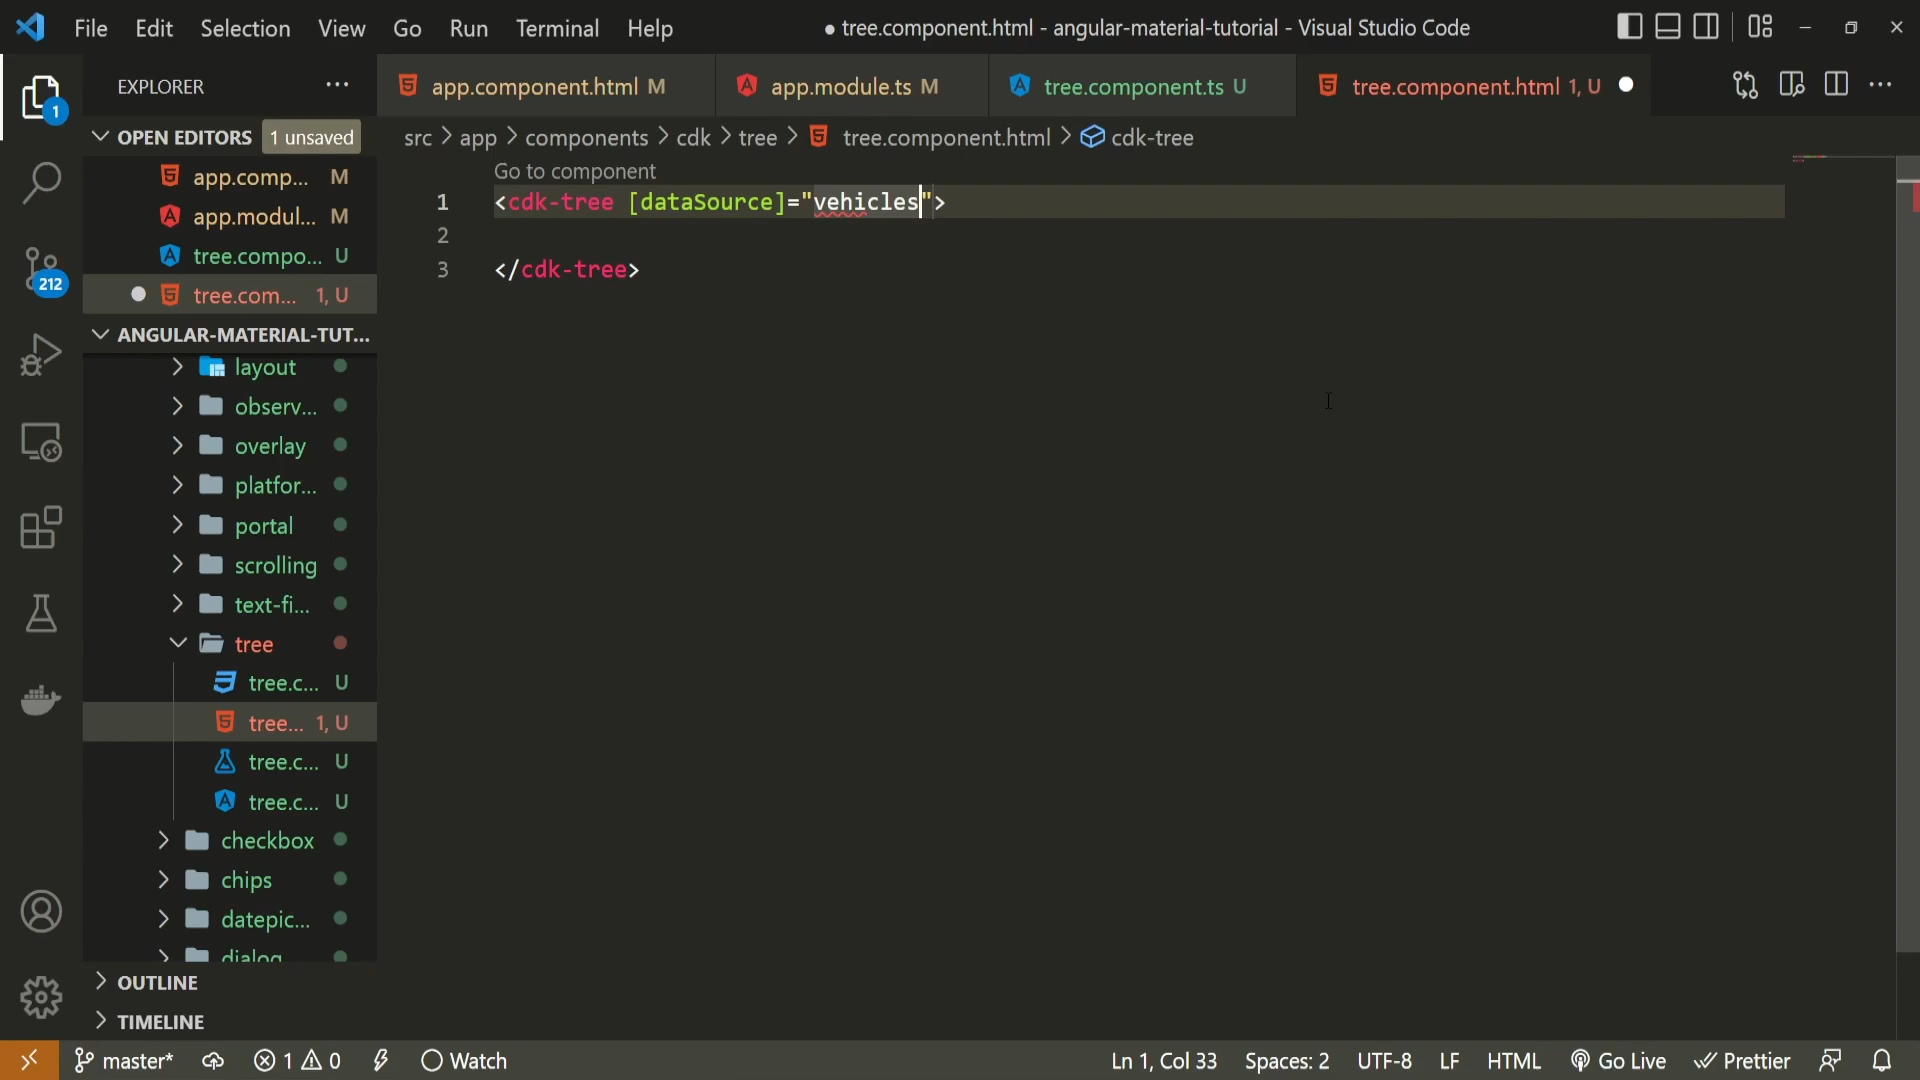 File Edit Selection View Go Run Terminal Help
● tree.component.html - angular-material-tutorial - Visual Studio Code
EXPLORER
app.component.html M
app.module.ts M
tree.component.ts U
tree.component.html 1, U
1
OPEN EDITORS
1 unsaved
src > app > components > cdk > tree > tree.component.html > cdk-tree
app.comp... M
app.modul... M
tree.compo... U
tree.com... 1, U
212
Go to component
1 <cdk-tree [dataSource]="vehicles">
2
3 </cdk-tree>
ANGULAR-MATERIAL-TUT...
layout
observ...
overlay
platfor...
portal
scrolling
text-fi...
tree
tree.c... U
tree... 1, U
tree.c... U
tree.c... U
checkbox
chips
datepic...
dialog
OUTLINE
TIMELINE
master* 1 0 Watch
Ln 1, Col 33 Spaces: 2 UTF-8 LF HTML Go Live Prettier